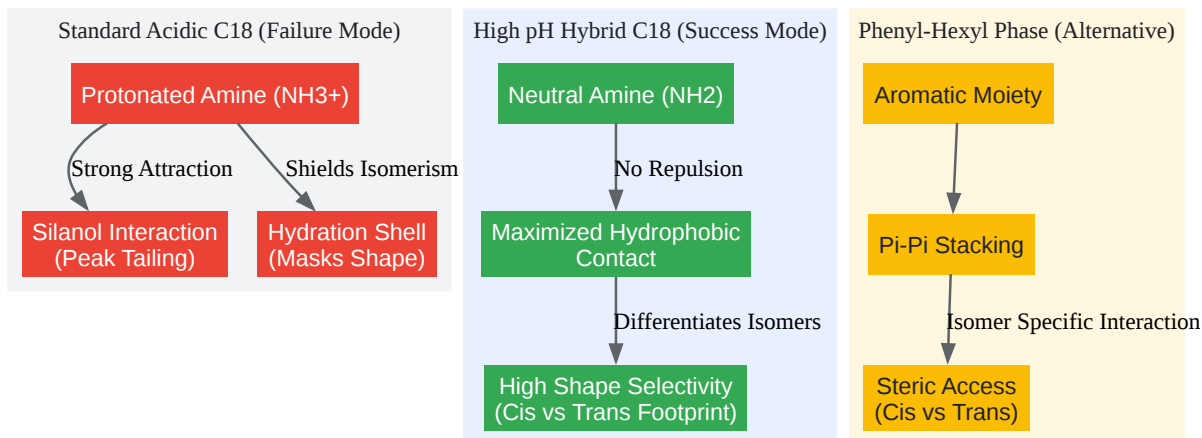 Standard Acidic C18 (Failure Mode)
Protonated Amine (NH3+)
Strong Attraction
Shields Isomerism
Silanol Interaction
(Peak Tailing)
Hydration Shell
(Masks Shape)
High pH Hybrid C18 (Success Mode)
Neutral Amine (NH2)
No Repulsion
Maximized Hydrophobic
Contact
Differentiates Isomers
High Shape Selectivity
(Cis vs Trans Footprint)
Phenyl-Hexyl Phase (Alternative)
Aromatic Moiety
Pi-Pi Stacking
Isomer Specific Interaction
Steric Access
(Cis vs Trans)